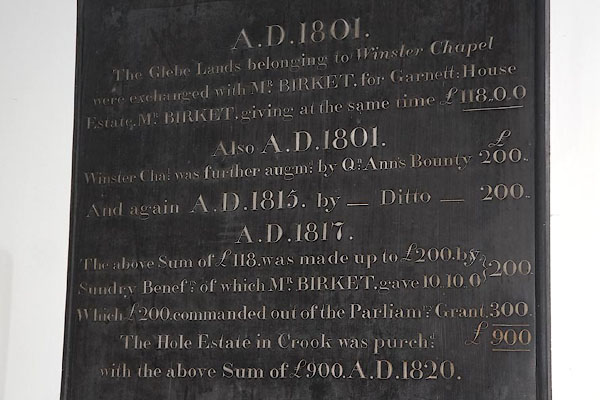 A.D.1801.
The Glebe Lands belonging to Winster Chapel
were exchanged with Mr. BIRKET, for Garnett: House
Estate, Mr. BIRKET, giving at the same time £118.0.0
Also A.D.1801. £
Winster Cha: was further augm: by Qn. Ann's Bounty 200.
And again A.D.1815. by — Ditto — 200.
A.D.1817.
The above Sum of £118. was made up to £200. by
Sundry Benef: of which Mr. BIRKET, gave 10.10.0 } 200.
Which £200. commanded out of the Parliamy: Grant, 300.
The Hole Estate in Crook was purch: £ 900
with the above Sum of £900. A.D.1820.